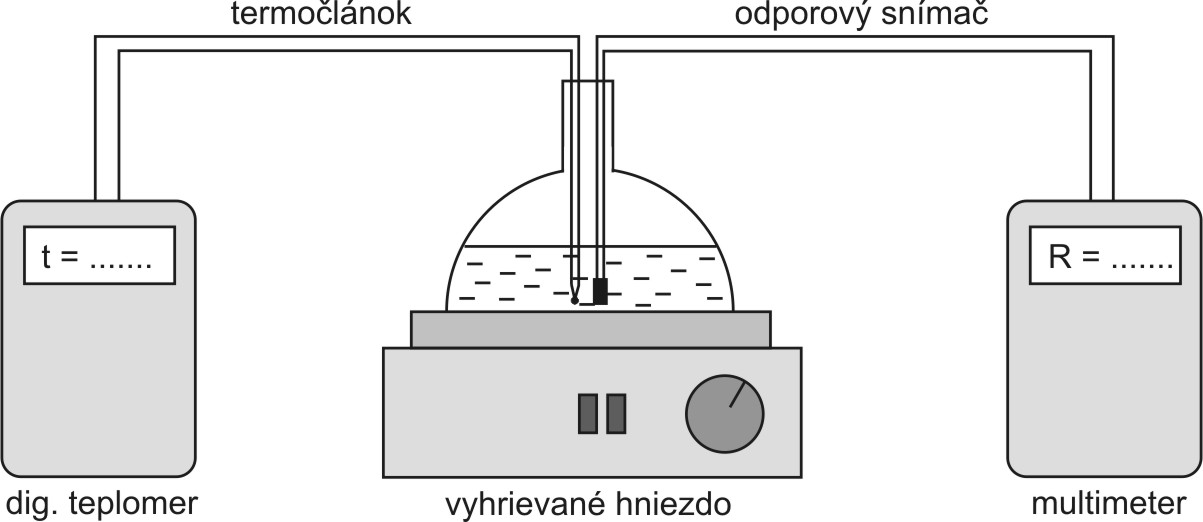 termočlánok
odporový snímač
t = .......
R = .......
dig. teplomer
vyhrievané hniezdo
multimeter